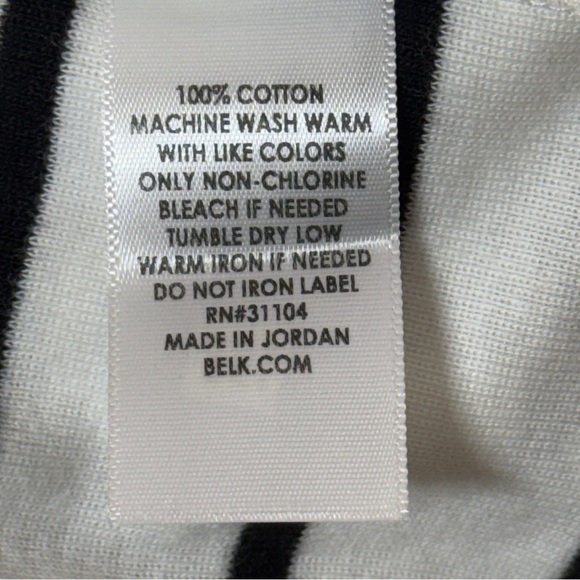 100% COTTON
MACHINE WASH WARM
WITH LIKE COLORS
ONLY NON-CHLORINE
BLEACH IF NEEDED
TUMBLE DRY LOW
WARM IRON IF NEEDED
DO NOT IRON LABEL
RN#31104
MADE IN JORDAN
BELK.COM